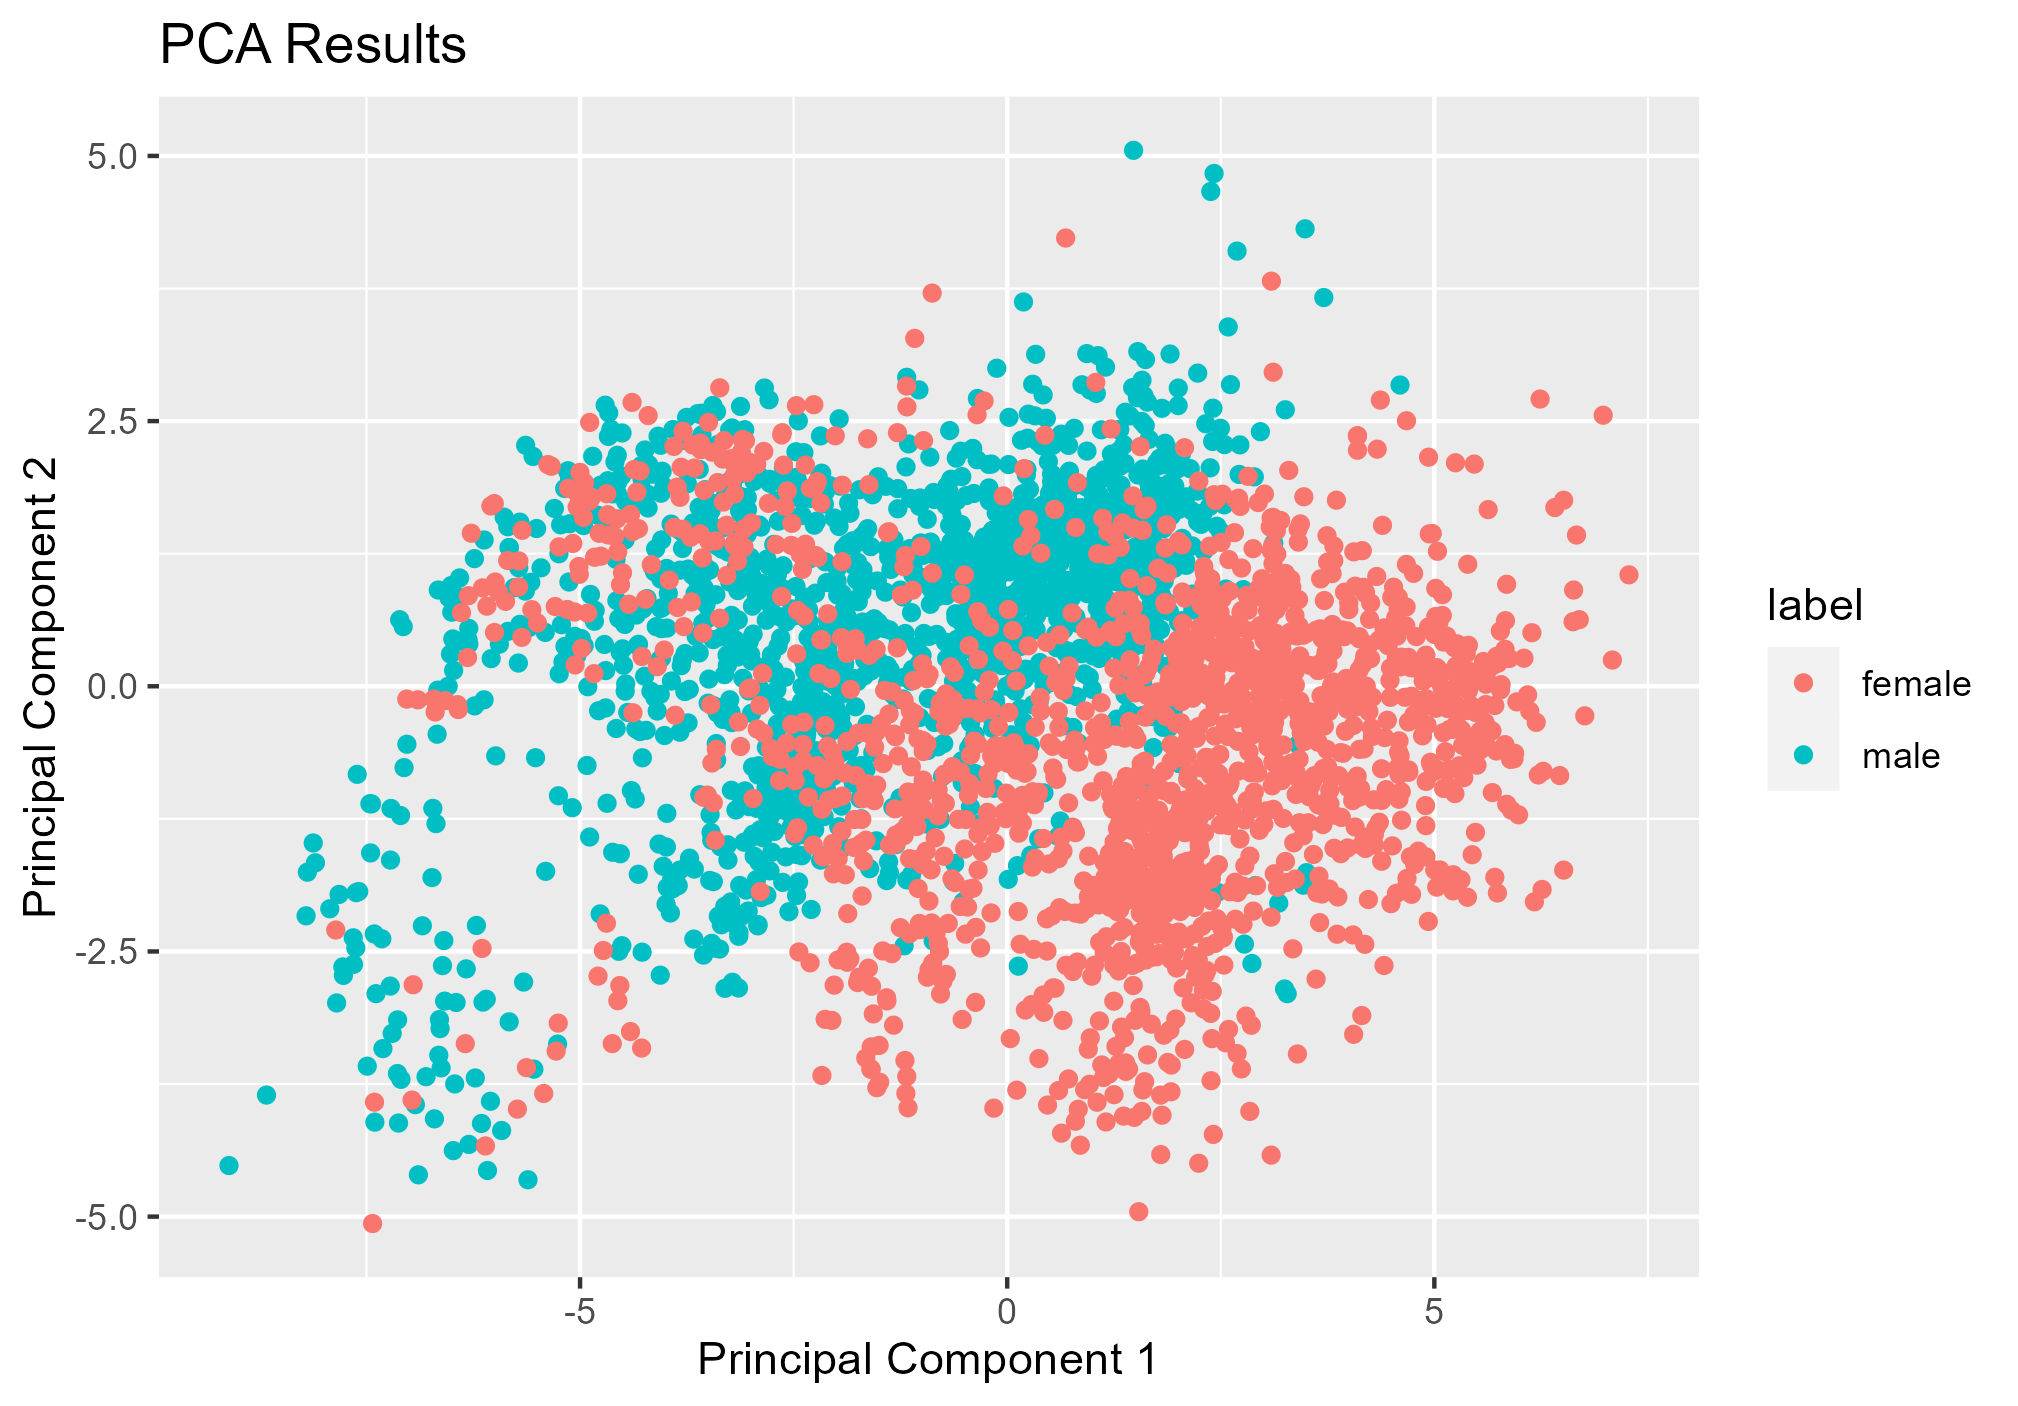 PCA Results
Principal Component 2
5.0
2.5
0.0
-2.5
-5.0
-5
0
5
Principal Component 1
label
female
male